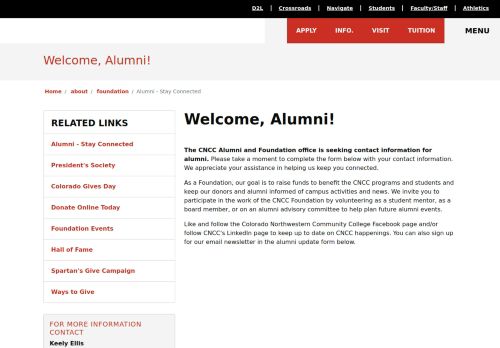 D2L | Crossroads | Navigate | Students | Faculty/Staff | Athletics
APPLY INFO. VISIT TUITION MENU
Welcome, Alumni!
Home / about / foundation / Alumni - Stay Connected
RELATED LINKS
Alumni - Stay Connected
President's Society
Colorado Gives Day
Donate Online Today
Foundation Events
Hall of Fame
Spartan's Give Campaign
Ways to Give
FOR MORE INFORMATION
CONTACT
Keely Ellis
Welcome, Alumni!
The CNCC Alumni and Foundation office is seeking contact information for
alumni. Please take a moment to complete the form below with your contact information.
We appreciate your assistance in helping us keep you connected.
As a Foundation, our goal is to raise funds to benefit the CNCC programs and students and
keep our donors and alumni informed of campus activities and news. We invite you to
participate in the work of the CNCC Foundation by volunteering as a student mentor, as a
board member, or on an alumni advisory committee to help plan future alumni events.
Like and follow the Colorado Northwestern Community College Facebook page and/or
follow CNCC's LinkedIn page to keep up to date on CNCC happenings. You can also sign up
for our email newsletter in the alumni update form below.